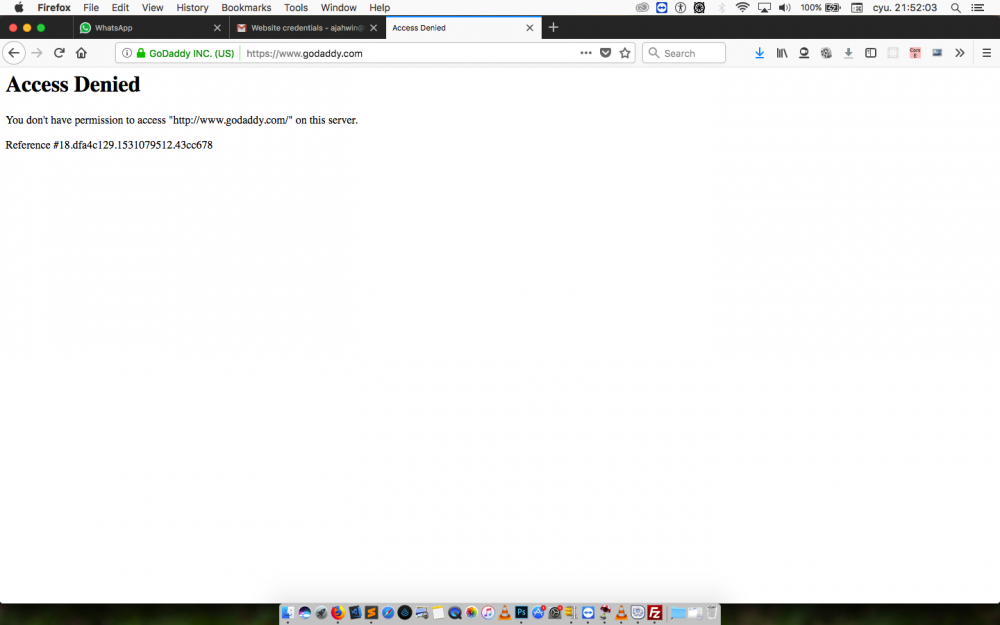 Firefox File Edit View History Bookmarks Tools Window Help 100% cyu. 21:52:03
WhatsApp Website credentials - ajahwin@ Access Denied
GoDaddy INC. (US) https://www.godaddy.com Search
Access Denied
You don't have permission to access "http://www.godaddy.com/" on this server.
Reference #18.dfa4c129.1531079512.43cc678
Ps Fz